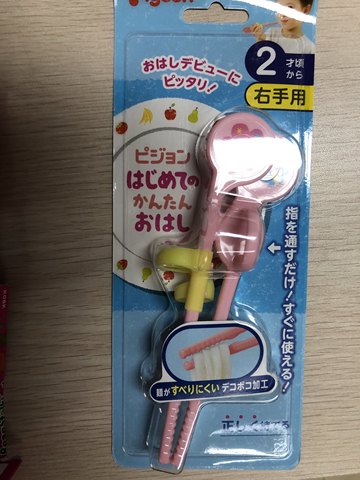 おはしデビューに
ピッタリ!
2才頃
から
右手用
ピジョン
はじめての
かんたん
おはし
指を通すだけ!すぐに使える!
麺がすべりにくいデコボコ加工